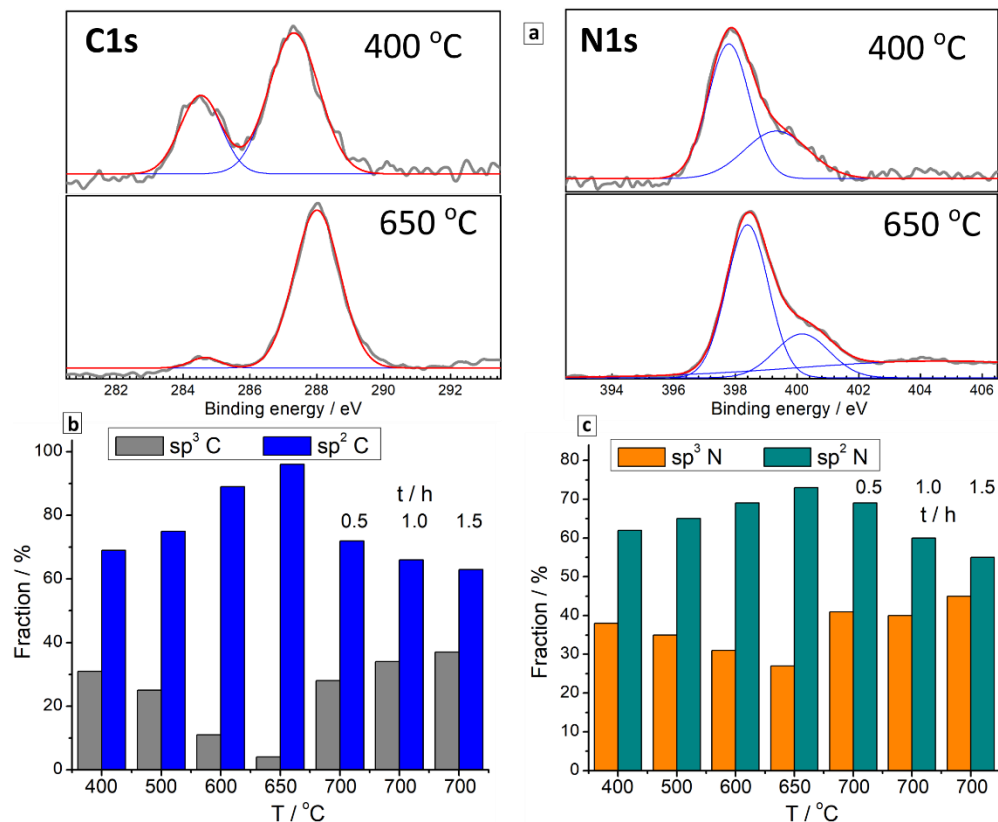 C1s
400 °C
650 °C
282 284 286 288 290 292
Binding energy / eV
a
N1s
400 °C
650 °C
394 396 398 400 402 404 406
Binding energy / eV
b
sp³ C sp² C
t / h
0.5 1.0 1.5
Fraction / %
100
80
60
40
20
0
400 500 600 650 700 700 700
T / °C
c
sp³ N sp² N
0.5 1.0 1.5
t / h
Fraction / %
80
70
60
50
40
30
20
10
0
400 500 600 650 700 700 700
T / °C